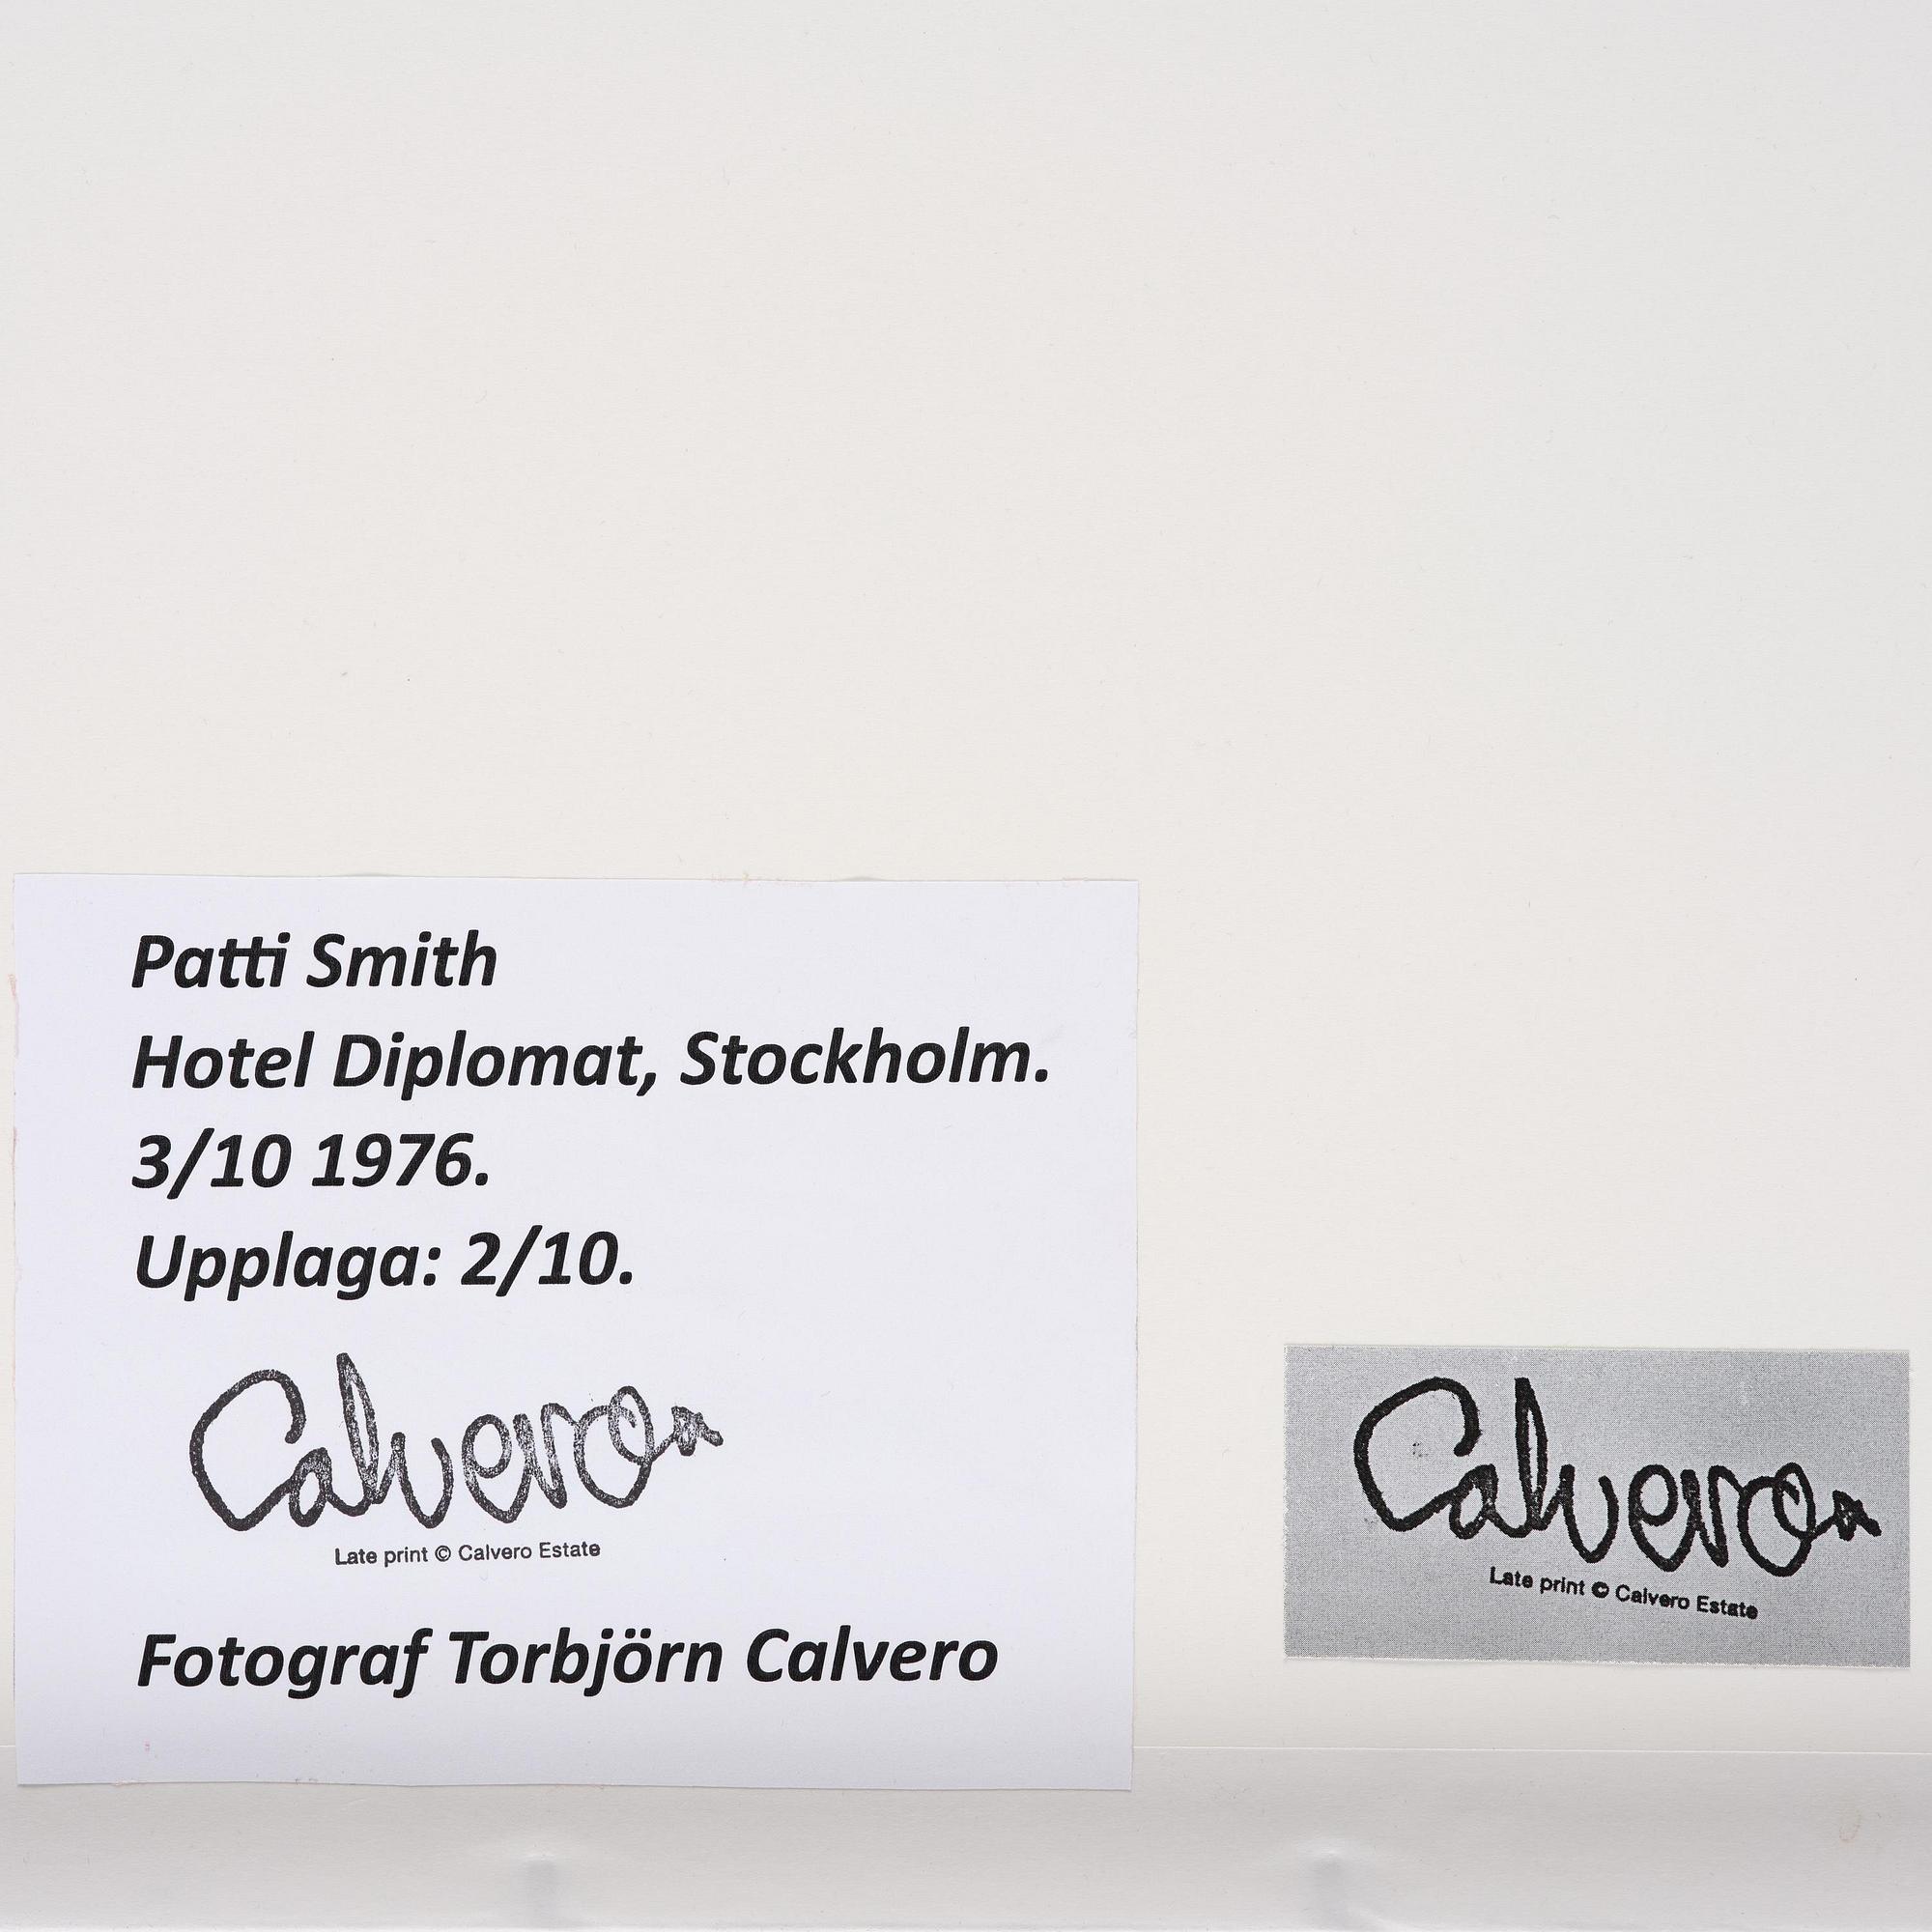 Patti Smith
Hotel Diplomat, Stockholm.
3/10 1976.
Upplaga: 2/10.
Calvero
Late print © Calvero Estate
Fotograf Torbjörn Calvero
Calvero
Late print © Calvero Estate